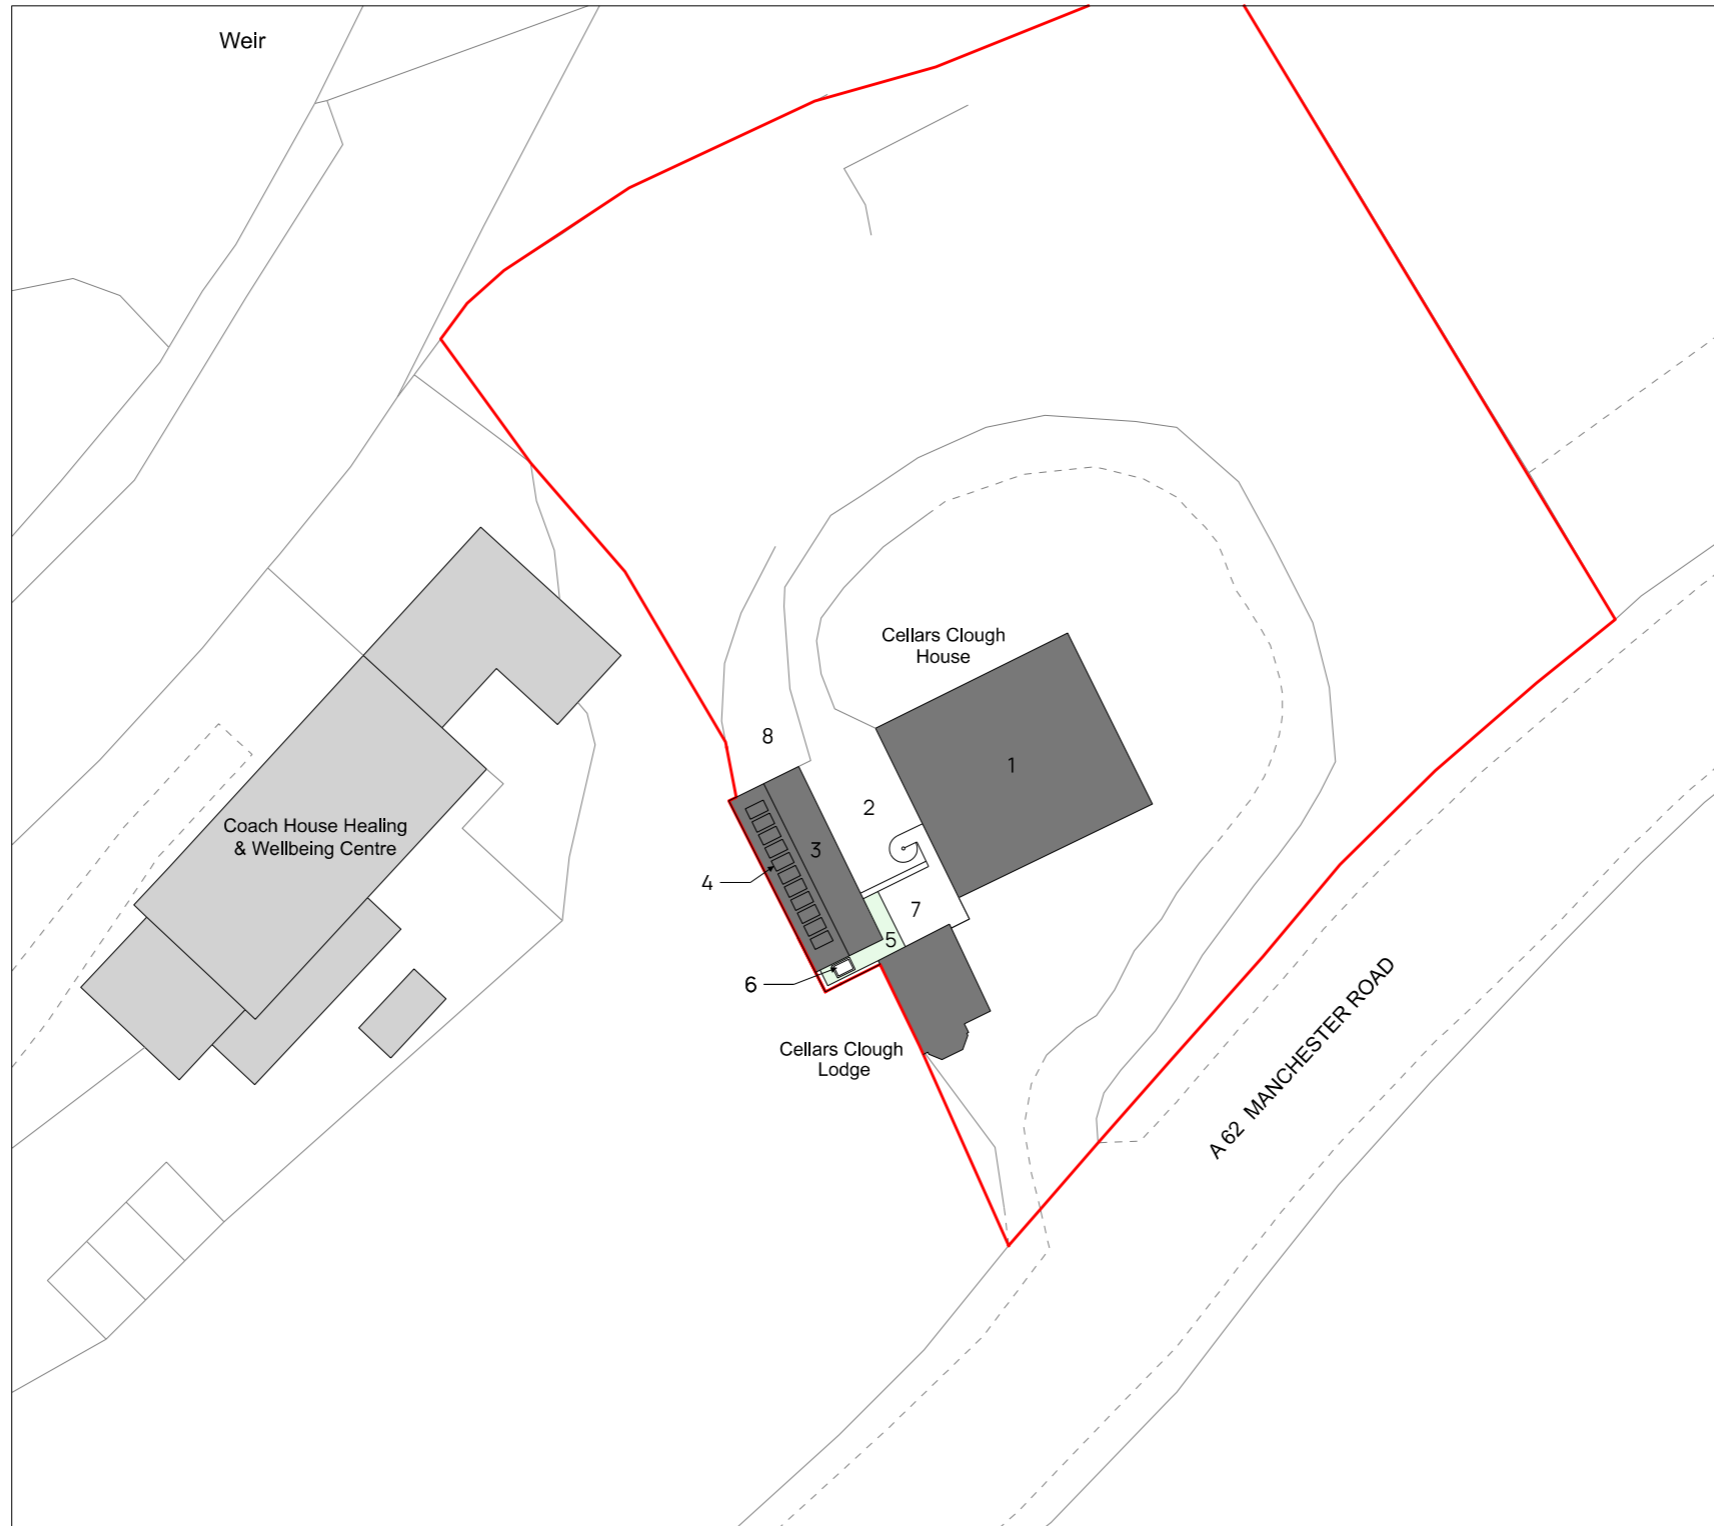 Weir
Cellars Clough
House
8
1
2
Coach House Healing
& Wellbeing Centre
3
4
7
5
6
Cellars Clough
Lodge
A 62 MANCHESTER ROAD